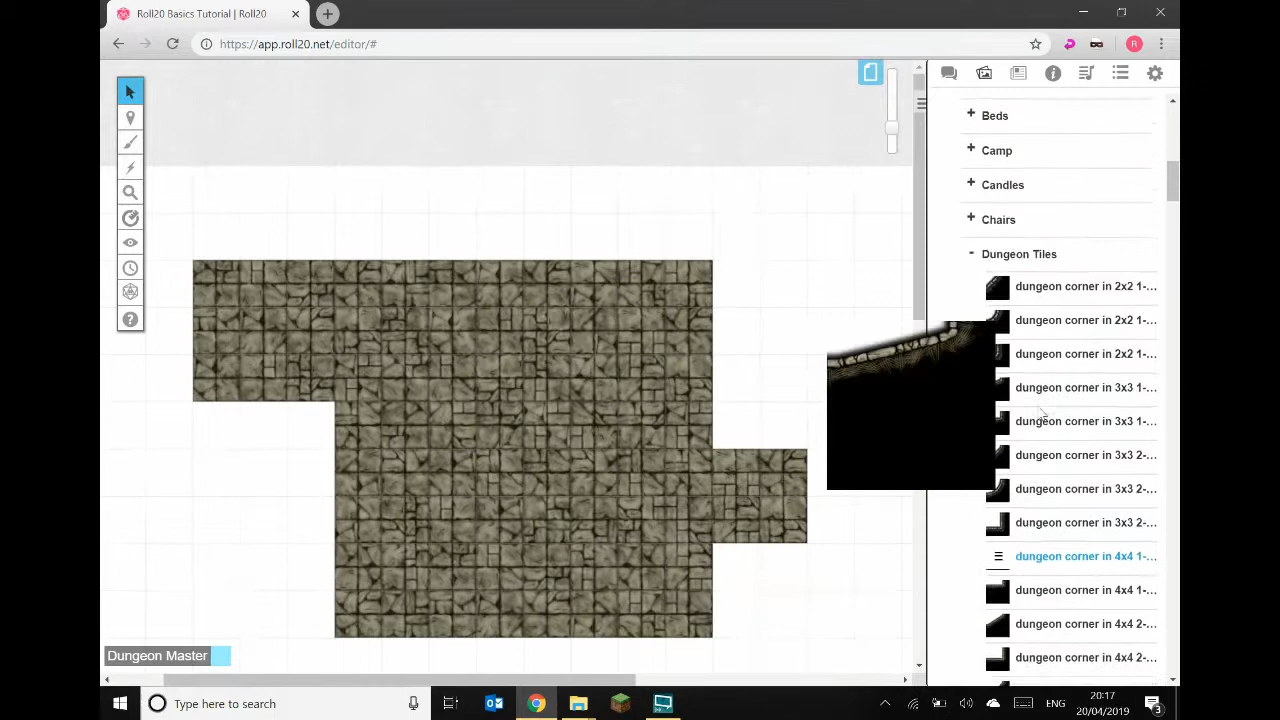 Roll20 Basics Tutorial | Roll20
https://app.roll20.net/editor/#
Beds
Camp
Candles
Chairs
Dungeon Tiles
dungeon corner in 2x2 1-...
dungeon corner in 2x2 1-...
dungeon corner in 2x2 1-...
dungeon corner in 3x3 1-...
dungeon corner in 3x3 1-...
dungeon corner in 3x3 2-...
dungeon corner in 3x3 2-...
dungeon corner in 3x3 2-...
dungeon corner in 4x4 1-...
dungeon corner in 4x4 1-...
dungeon corner in 4x4 2-...
dungeon corner in 4x4 2-...
Dungeon Master
Type here to search
ENG
20:17
20/04/2019
3